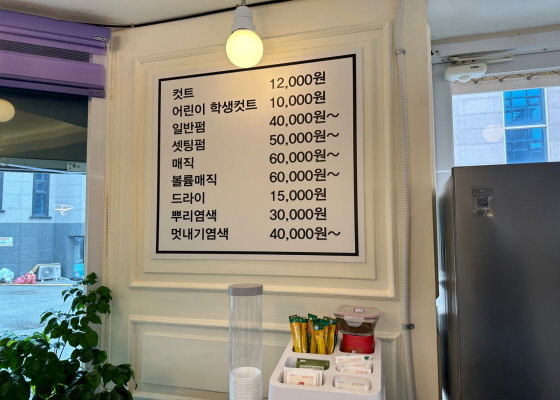 컷트 12,000원
어린이 학생컷트 10,000원
일반펌 40,000원~
셋팅펌 50,000원~
매직 60,000원~
볼륨매직 60,000원~
드라이 15,000원
뿌리염색 30,000원
멋내기염색 40,000원~